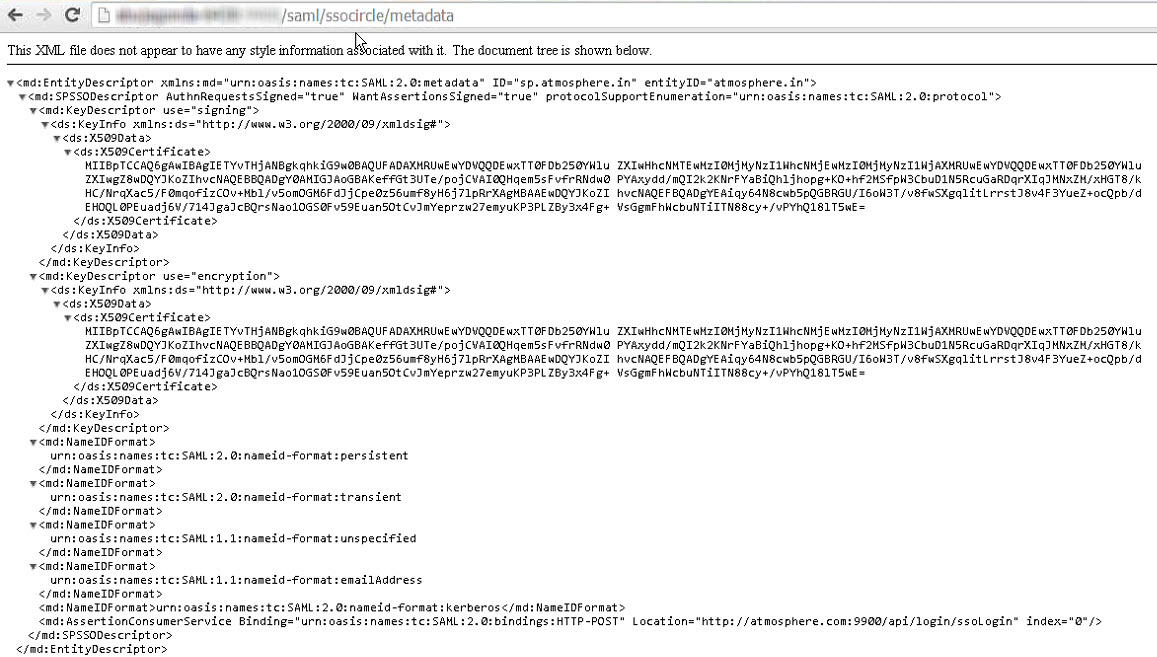 /saml/ssocircle/metadata
This XML file does not appear to have any style information associated with it. The document tree is shown below.
<md:EntityDescriptor xmlns:md="urn:oasis:names:tc:SAML:2.0:metadata" ID="sp.atmosphere.in" entityID="atmosphere.in">
<md:SPSSODescriptor AuthnRequestsSigned="true" WantAssertionsSigned="true" protocolSupportEnumeration="urn:oasis:names:tc:SAML:2.0:protocol">
<md:KeyDescriptor use="signing">
<ds:KeyInfo xmlns:ds="http://www.w3.org/2000/09/xmldsig#">
<ds:X509Data>
<ds:X509Certificate>
MIIBpTCCAQ6gAwIBAgIETYvTHjANBgkqhkiG9w0BAQUFADAXMRUwEwYDVQQDEwxTT0FDb250YWlu ZXIwHhcNMTEwMzI0MjMyNzI1WhcNMjEwMzI0MjMyNzI1WjAXMRUwEwYDVQQDEwxTT0FDb250YWlu
ZXIwgZ8wDQYJKoZIhvcNAQEBBQADgY0AMIGJAoGBAKeffGt3UTe/pojCVAI0QHqem5sFvfrRNdw0 PYAxydd/mQI2k2KNrFYaBiQhljhopg+KO+hf2MSfpW3CbuD1N5RcuGaRDqrXIqJMNxZM/xHGT8/k
HC/NrqXac5/F0mqofizCOv+Mbl/v5omOGM6FdJjCpe0z56umf8yH6j7lpRrXAgMBAAEwDQYJKoZI hvcNAQEFBQADgYEAiqy64N8cwb5pQGBRGU/I6oW3T/v8fwSXgqlitLrrstJ8v4F3YueZ+ocQpb/d
EHOQL0PEuadj6V/714JgaJcBQrsNao1OGS0Fv59Euan5OtCvJmYeprzw27emyuKP3PLZBy3x4Fg+ VsGgmFhWcbuNTiITN88cy+/vPYhQ18lT5wE=
</ds:X509Certificate>
</ds:X509Data>
</ds:KeyInfo>
</md:KeyDescriptor>
<md:KeyDescriptor use="encryption">
<ds:KeyInfo xmlns:ds="http://www.w3.org/2000/09/xmldsig#">
<ds:X509Data>
<ds:X509Certificate>
MIIBpTCCAQ6gAwIBAgIETYvTHjANBgkqhkiG9w0BAQUFADAXMRUwEwYDVQQDEwxTT0FDb250YWlu ZXIwHhcNMTEwMzI0MjMyNzI1WhcNMjEwMzI0MjMyNzI1WjAXMRUwEwYDVQQDEwxTT0FDb250YWlu
ZXIwgZ8wDQYJKoZIhvcNAQEBBQADgY0AMIGJAoGBAKeffGt3UTe/pojCVAI0QHqem5sFvfrRNdw0 PYAxydd/mQI2k2KNrFYaBiQhljhopg+KO+hf2MSfpW3CbuD1N5RcuGaRDqrXIqJMNxZM/xHGT8/k
HC/NrqXac5/F0mqofizCOv+Mbl/v5omOGM6FdJjCpe0z56umf8yH6j7lpRrXAgMBAAEwDQYJKoZI hvcNAQEFBQADgYEAiqy64N8cwb5pQGBRGU/I6oW3T/v8fwSXgqlitLrrstJ8v4F3YueZ+ocQpb/d
EHOQL0PEuadj6V/714JgaJcBQrsNao1OGS0Fv59Euan5OtCvJmYeprzw27emyuKP3PLZBy3x4Fg+ VsGgmFhWcbuNTiITN88cy+/vPYhQ18lT5wE=
</ds:X509Certificate>
</ds:X509Data>
</ds:KeyInfo>
</md:KeyDescriptor>
<md:NameIDFormat>
urn:oasis:names:tc:SAML:2.0:nameid-format:persistent
</md:NameIDFormat>
<md:NameIDFormat>
urn:oasis:names:tc:SAML:2.0:nameid-format:transient
</md:NameIDFormat>
<md:NameIDFormat>
urn:oasis:names:tc:SAML:1.1:nameid-format:unspecified
</md:NameIDFormat>
<md:NameIDFormat>
urn:oasis:names:tc:SAML:1.1:nameid-format:emailAddress
</md:NameIDFormat>
<md:NameIDFormat>urn:oasis:names:tc:SAML:2.0:nameid-format:kerberos</md:NameIDFormat>
<md:AssertionConsumerService Binding="urn:oasis:names:tc:SAML:2.0:bindings:HTTP-POST" Location="http://atmosphere.com:9900/api/login/ssoLogin" index="0"/>
</md:SPSSODescriptor>
</md:EntityDescriptor>